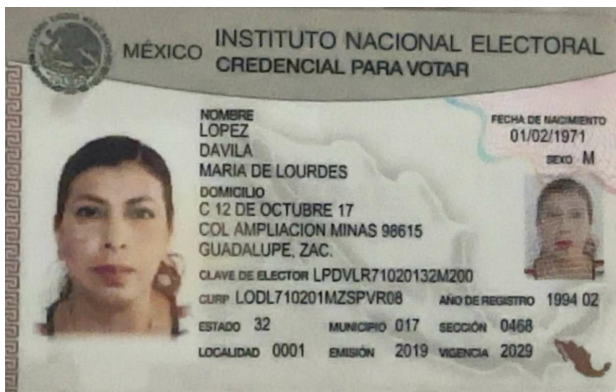 MÉXICO INSTITUTO NACIONAL ELECTORAL
CREDENCIAL PARA VOTAR
NOMBRE
LOPEZ
DAVILA
MARIA DE LOURDES
FECHA DE NACIMIENTO
01/02/1971
SEXO M
DOMICILIO
C 12 DE OCTUBRE 17
COL AMPLIACION MINAS 98615
GUADALUPE, ZAC.
CLAVE DE ELECTOR LPDVLR71020132M200
CURP LODL710201MZSPVR08 AÑO DE REGISTRO 1994 02
ESTADO 32 MUNICIPIO 017 SECCIÓN 0468
LOCALIDAD 0001 EMISIÓN 2019 VIGENCIA 2029